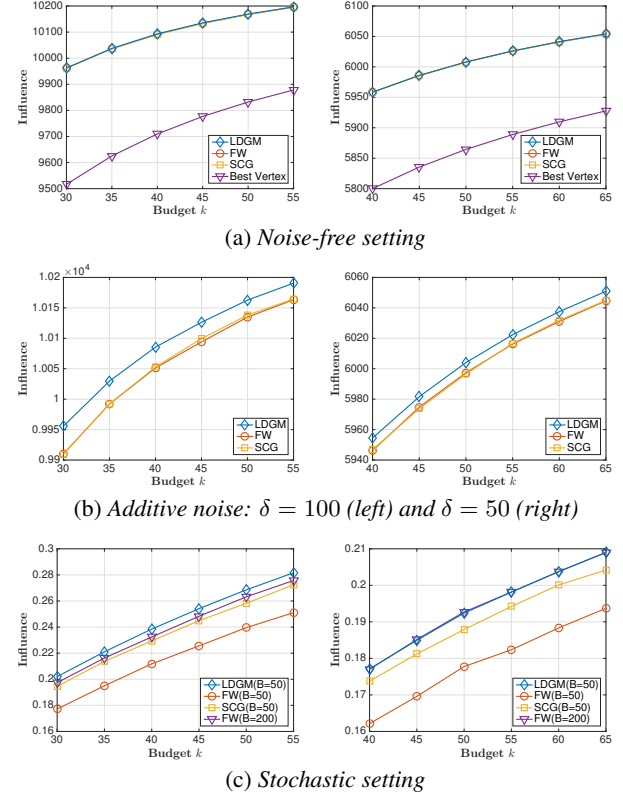 10200
10100
10000
9900
9800
9700
9600
9500
Influence
LDGM
FW
SCG
Best Vertex
30 35 40 45 50 55
Budget k
6100
6050
6000
5950
5900
5850
5800
Influence
LDGM
FW
SCG
Best Vertex
40 45 50 55 60 65
Budget k
(a) Noise-free setting
×10⁴
1.02
1.015
1.01
1.005
1
0.995
0.99
Influence
LDGM
FW
SCG
30 35 40 45 50 55
Budget k
6060
6040
6020
6000
5980
5960
5940
Influence
LDGM
FW
SCG
40 45 50 55 60 65
Budget k
(b) Additive noise: δ = 100 (left) and δ = 50 (right)
0.3
0.28
0.26
0.24
0.22
0.2
0.18
0.16
Influence
LDGM(B=50)
FW(B=50)
SCG(B=50)
FW(B=200)
30 35 40 45 50 55
Budget k
0.21
0.2
0.19
0.18
0.17
0.16
Influence
LDGM(B=50)
FW(B=50)
SCG(B=50)
FW(B=200)
40 45 50 55 60 65
Budget k
(c) Stochastic setting